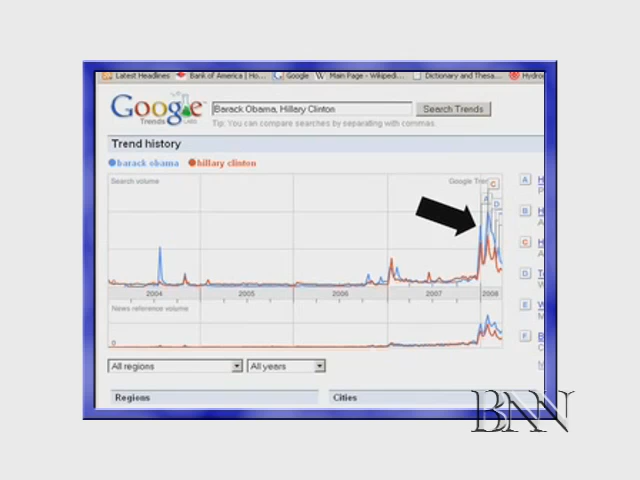 Latest Headlines Bank of America | Ho... Google Main Page - Wikipedi... Dictionary and Thesa...
Google
Trends LABS
Barack Obama, Hillary Clinton
Search Trends
Tip: You can compare searches by separating with commas.
Trend history
barack obama hillary clinton
Search volume
Google
C
A
D
2004 2005 2006 2007 2008
News reference volume
0
A
B
C
D
E
F
All regions
All years
Regions
Cities
BNN